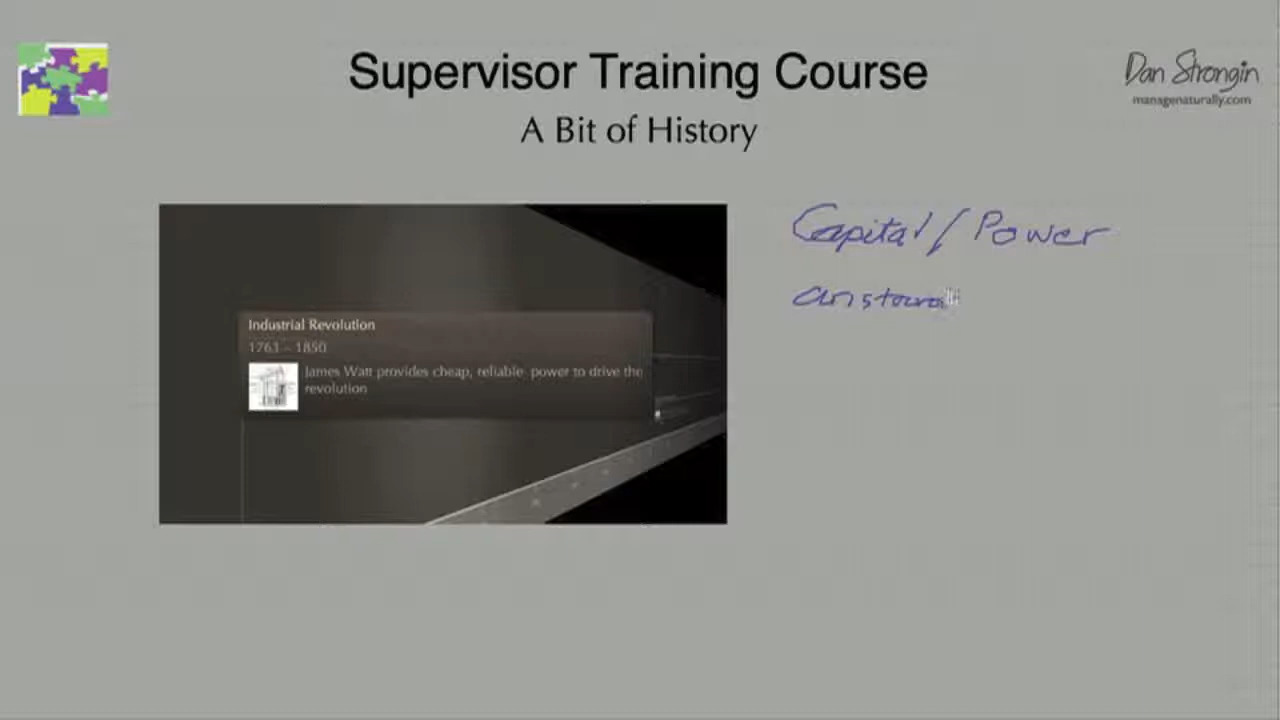 Supervisor Training Course
A Bit of History
Dan Strongin
managenaturally.com
Capital / Power
Industrial Revolution
1761 - 1850
James Watt provides cheap, reliable power to drive the
revolution